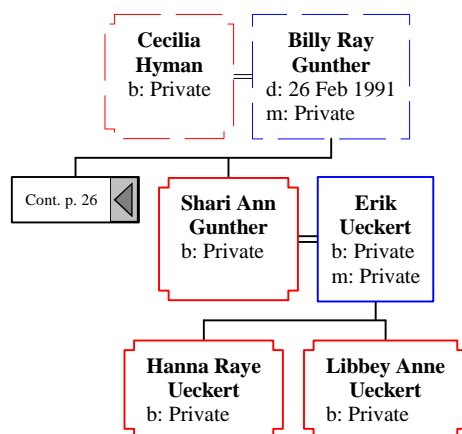 Cecilia
Hyman
b: Private
Billy Ray
Gunther
d: 26 Feb 1991
m: Private
Cont. p. 26
Shari Ann
Gunther
b: Private
Erik
Ueckert
b: Private
m: Private
Hanna Raye
Ueckert
b: Private
Libbey Anne
Ueckert
b: Private